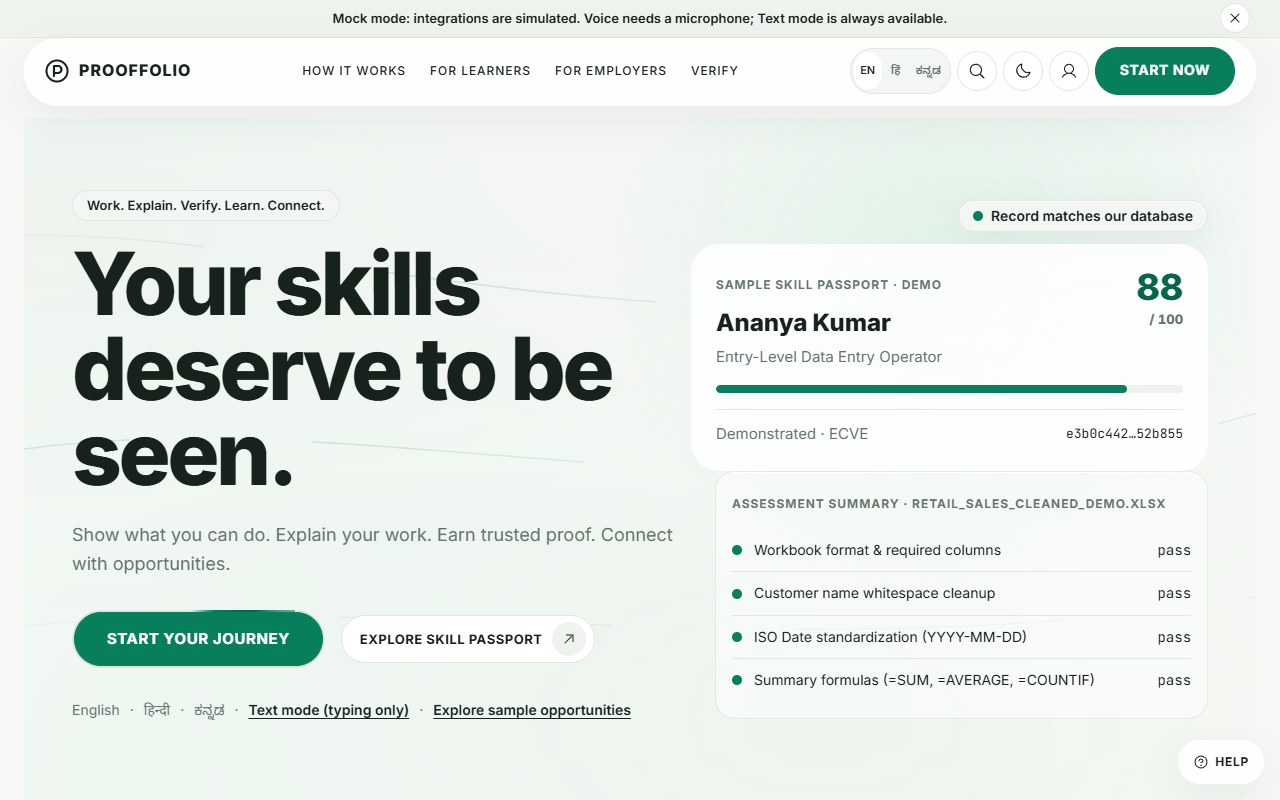 Mock mode: integrations are simulated. Voice needs a microphone; Text mode is always available.
PROOFFOLIO
HOW IT WORKS
FOR LEARNERS
FOR EMPLOYERS
VERIFY
EN
हिं
ಕನ್ನಡ
START NOW
Work. Explain. Verify. Learn. Connect.
Your skills
deserve to be
seen.
Show what you can do. Explain your work. Earn trusted proof. Connect
with opportunities.
START YOUR JOURNEY
EXPLORE SKILL PASSPORT
English · हिन्दी · ಕನ್ನಡ · Text mode (typing only) · Explore sample opportunities
Record matches our database
SAMPLE SKILL PASSPORT · DEMO
88
/ 100
Ananya Kumar
Entry-Level Data Entry Operator
Demonstrated · ECVE
e3b0c442…52b855
ASSESSMENT SUMMARY · RETAIL_SALES_CLEANED_DEMO.XLSX
Workbook format & required columns pass
Customer name whitespace cleanup pass
ISO Date standardization (YYYY-MM-DD) pass
Summary formulas (=SUM, =AVERAGE, =COUNTIF) pass
HELP